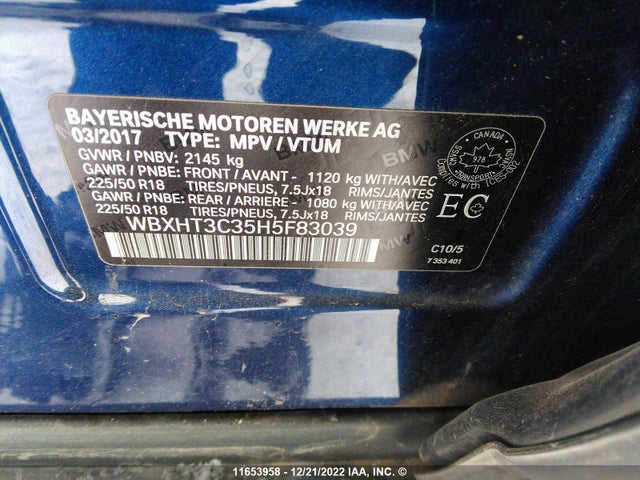 BAYERISCHE MOTOREN WERKE AG
03/2017 TYPE: MPV / VTUM
GVWR / PNBV: 2145 kg
GAWR / PNBE: FRONT / AVANT - 1120 kg WITH/AVEC
225/50 R18 TIRES/PNEUS, 7.5Jx18 RIMS/JANTES
GAWR / PNBE: REAR / ARRIERE - 1080 kg WITH/AVEC
225/50 R18 TIRES/PNEUS, 7.5Jx18 RIMS/JANTES
WBXHT3C35H5F83039
CANADA
978
TRANSPORT
EC
C10/5
7 353 401
11653958 - 12/21/2022 IAA, INC. ©